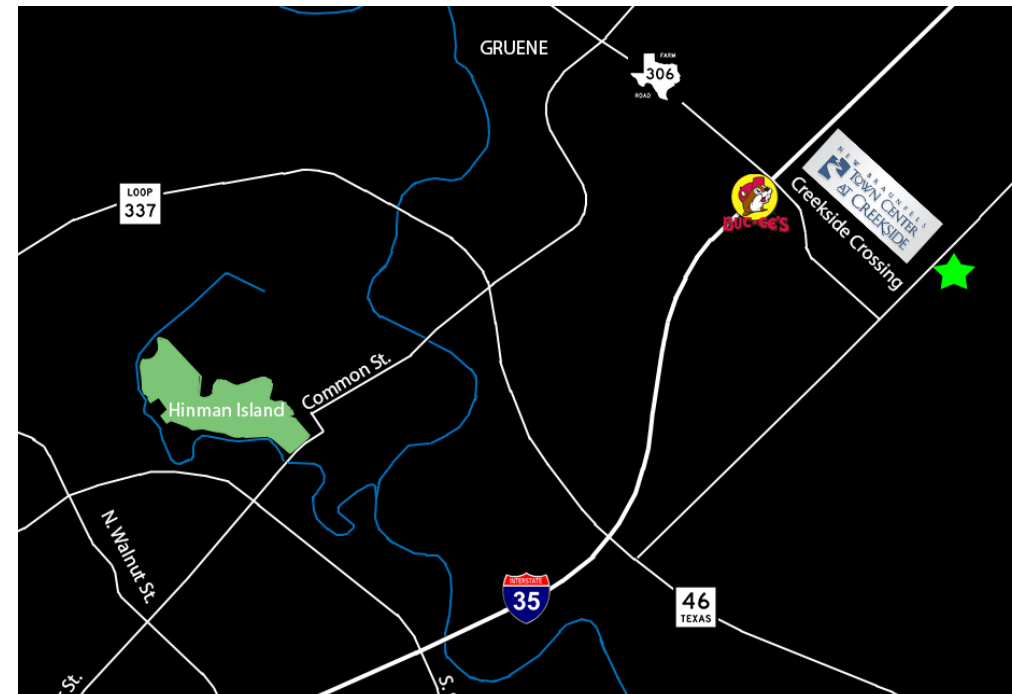 GRUENE
FARM
306
ROAD
LOOP
337
NEW BRAUNFELS
TOWN CENTER
AT CREEKSIDE
BUC-EE'S
Creekside Crossing
Common St.
Hinman Island
N. Walnut St.
INTERSTATE
35
46
TEXAS
St.
S.